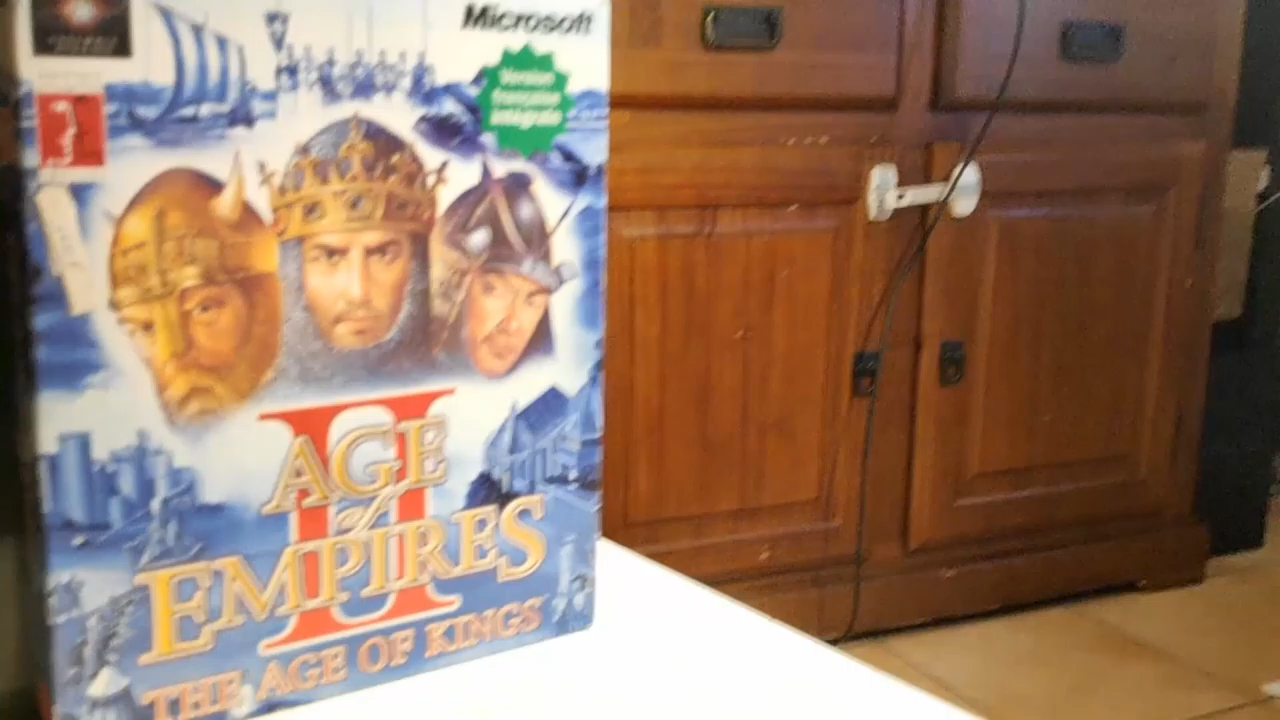 Microsoft
Version
française
intégrale
II
AGE
of
EMPIRES
THE AGE OF KINGS